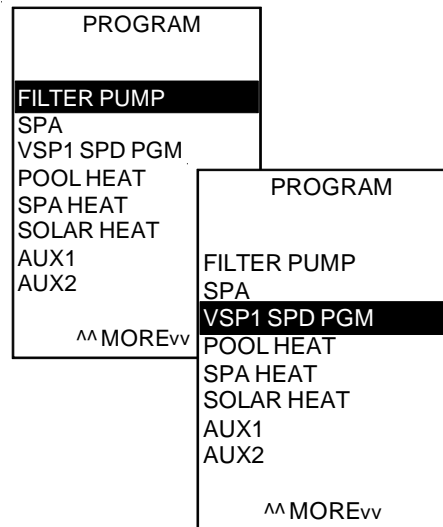 PROGRAM
FILTER PUMP
SPA
VSP1 SPD PGM
POOL HEAT
SPA HEAT
SOLAR HEAT
AUX1
AUX2
^^ MOREvv
PROGRAM
FILTER PUMP
SPA
VSP1 SPD PGM
POOL HEAT
SPA HEAT
SOLAR HEAT
AUX1
AUX2
^^ MOREvv